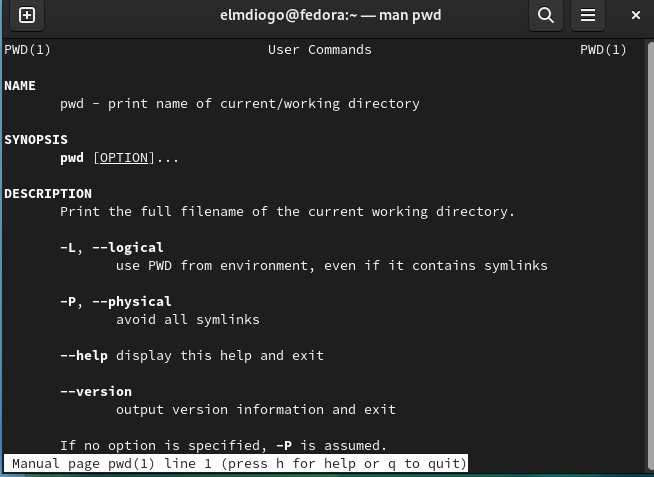 elmdiogo@fedora:~ — man pwd
PWD(1) User Commands PWD(1)
NAME
pwd - print name of current/working directory
SYNOPSIS
pwd [OPTION]...
DESCRIPTION
Print the full filename of the current working directory.
-L, --logical
use PWD from environment, even if it contains symlinks
-P, --physical
avoid all symlinks
--help display this help and exit
--version
output version information and exit
If no option is specified, -P is assumed.
Manual page pwd(1) line 1 (press h for help or q to quit)